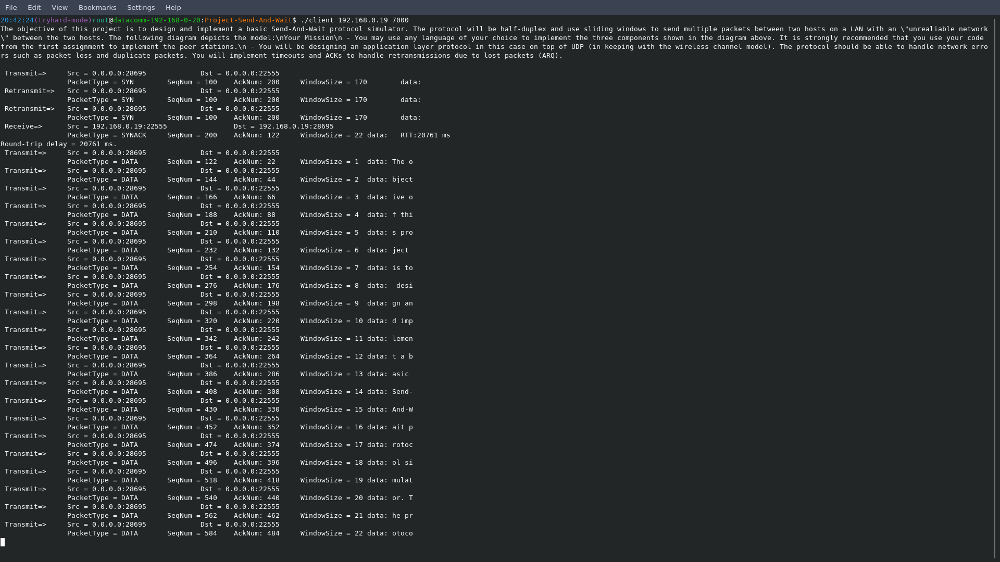 File Edit View Bookmarks Settings Help
20:42:24(tryhard-mode)root@datacomm-192-168-0-20:Project-Send-And-Wait$ ./client 192.168.0.19 7000
The objective of this project is to design and implement a basic Send-And-Wait protocol simulator. The protocol will be half-duplex and use sliding windows to send multiple packets between two hosts on a LAN with an \"unrealiable network
\" between the two hosts. The following diagram depicts the model:\nYour Mission\n - You may use any language of your choice to implement the three components shown in the diagram above. It is strongly recommended that you use your code
from the first assignment to implement the peer stations.\n - You will be designing an application layer protocol in this case on top of UDP (in keeping with the wireless channel model). The protocol should be able to handle network erro
rs such as packet loss and duplicate packets. You will implement timeouts and ACKs to handle retransmissions due to lost packets (ARQ).
Transmit=> Src = 0.0.0.0:28695 Dst = 0.0.0.0:22555
PacketType = SYN SeqNum = 100 AckNum: 200 WindowSize = 170 data:
Retransmit=> Src = 0.0.0.0:28695 Dst = 0.0.0.0:22555
PacketType = SYN SeqNum = 100 AckNum: 200 WindowSize = 170 data:
Retransmit=> Src = 0.0.0.0:28695 Dst = 0.0.0.0:22555
PacketType = SYN SeqNum = 100 AckNum: 200 WindowSize = 170 data:
Receive=> Src = 192.168.0.19:22555 Dst = 192.168.0.19:28695
PacketType = SYNACK SeqNum = 200 AckNum: 122 WindowSize = 22 data: RTT:20761 ms
Round-trip delay = 20761 ms.
Transmit=> Src = 0.0.0.0:28695 Dst = 0.0.0.0:22555
PacketType = DATA SeqNum = 122 AckNum: 22 WindowSize = 1 data: The o
Transmit=> Src = 0.0.0.0:28695 Dst = 0.0.0.0:22555
PacketType = DATA SeqNum = 144 AckNum: 44 WindowSize = 2 data: bject
Transmit=> Src = 0.0.0.0:28695 Dst = 0.0.0.0:22555
PacketType = DATA SeqNum = 166 AckNum: 66 WindowSize = 3 data: ive o
Transmit=> Src = 0.0.0.0:28695 Dst = 0.0.0.0:22555
PacketType = DATA SeqNum = 188 AckNum: 88 WindowSize = 4 data: f thi
Transmit=> Src = 0.0.0.0:28695 Dst = 0.0.0.0:22555
PacketType = DATA SeqNum = 210 AckNum: 110 WindowSize = 5 data: s pro
Transmit=> Src = 0.0.0.0:28695 Dst = 0.0.0.0:22555
PacketType = DATA SeqNum = 232 AckNum: 132 WindowSize = 6 data: ject
Transmit=> Src = 0.0.0.0:28695 Dst = 0.0.0.0:22555
PacketType = DATA SeqNum = 254 AckNum: 154 WindowSize = 7 data: is to
Transmit=> Src = 0.0.0.0:28695 Dst = 0.0.0.0:22555
PacketType = DATA SeqNum = 276 AckNum: 176 WindowSize = 8 data:  desi
Transmit=> Src = 0.0.0.0:28695 Dst = 0.0.0.0:22555
PacketType = DATA SeqNum = 298 AckNum: 198 WindowSize = 9 data: gn an
Transmit=> Src = 0.0.0.0:28695 Dst = 0.0.0.0:22555
PacketType = DATA SeqNum = 320 AckNum: 220 WindowSize = 10 data: d imp
Transmit=> Src = 0.0.0.0:28695 Dst = 0.0.0.0:22555
PacketType = DATA SeqNum = 342 AckNum: 242 WindowSize = 11 data: lemen
Transmit=> Src = 0.0.0.0:28695 Dst = 0.0.0.0:22555
PacketType = DATA SeqNum = 364 AckNum: 264 WindowSize = 12 data: t a b
Transmit=> Src = 0.0.0.0:28695 Dst = 0.0.0.0:22555
PacketType = DATA SeqNum = 386 AckNum: 286 WindowSize = 13 data: asic
Transmit=> Src = 0.0.0.0:28695 Dst = 0.0.0.0:22555
PacketType = DATA SeqNum = 408 AckNum: 308 WindowSize = 14 data: Send-
Transmit=> Src = 0.0.0.0:28695 Dst = 0.0.0.0:22555
PacketType = DATA SeqNum = 430 AckNum: 330 WindowSize = 15 data: And-W
Transmit=> Src = 0.0.0.0:28695 Dst = 0.0.0.0:22555
PacketType = DATA SeqNum = 452 AckNum: 352 WindowSize = 16 data: ait p
Transmit=> Src = 0.0.0.0:28695 Dst = 0.0.0.0:22555
PacketType = DATA SeqNum = 474 AckNum: 374 WindowSize = 17 data: rotoc
Transmit=> Src = 0.0.0.0:28695 Dst = 0.0.0.0:22555
PacketType = DATA SeqNum = 496 AckNum: 396 WindowSize = 18 data: ol si
Transmit=> Src = 0.0.0.0:28695 Dst = 0.0.0.0:22555
PacketType = DATA SeqNum = 518 AckNum: 418 WindowSize = 19 data: mulat
Transmit=> Src = 0.0.0.0:28695 Dst = 0.0.0.0:22555
PacketType = DATA SeqNum = 540 AckNum: 440 WindowSize = 20 data: or. T
Transmit=> Src = 0.0.0.0:28695 Dst = 0.0.0.0:22555
PacketType = DATA SeqNum = 562 AckNum: 462 WindowSize = 21 data: he pr
Transmit=> Src = 0.0.0.0:28695 Dst = 0.0.0.0:22555
PacketType = DATA SeqNum = 584 AckNum: 484 WindowSize = 22 data: otoco